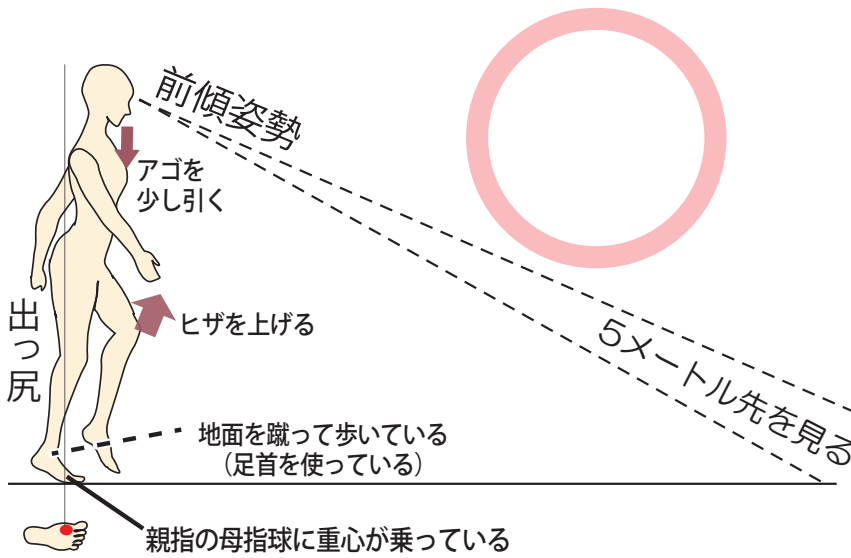 前傾姿勢
アゴを
少し引く
出っ尻
ヒザを上げる
5メートル先を見る
地面を蹴って歩いている
(足首を使っている)
親指の母指球に重心が乗っている